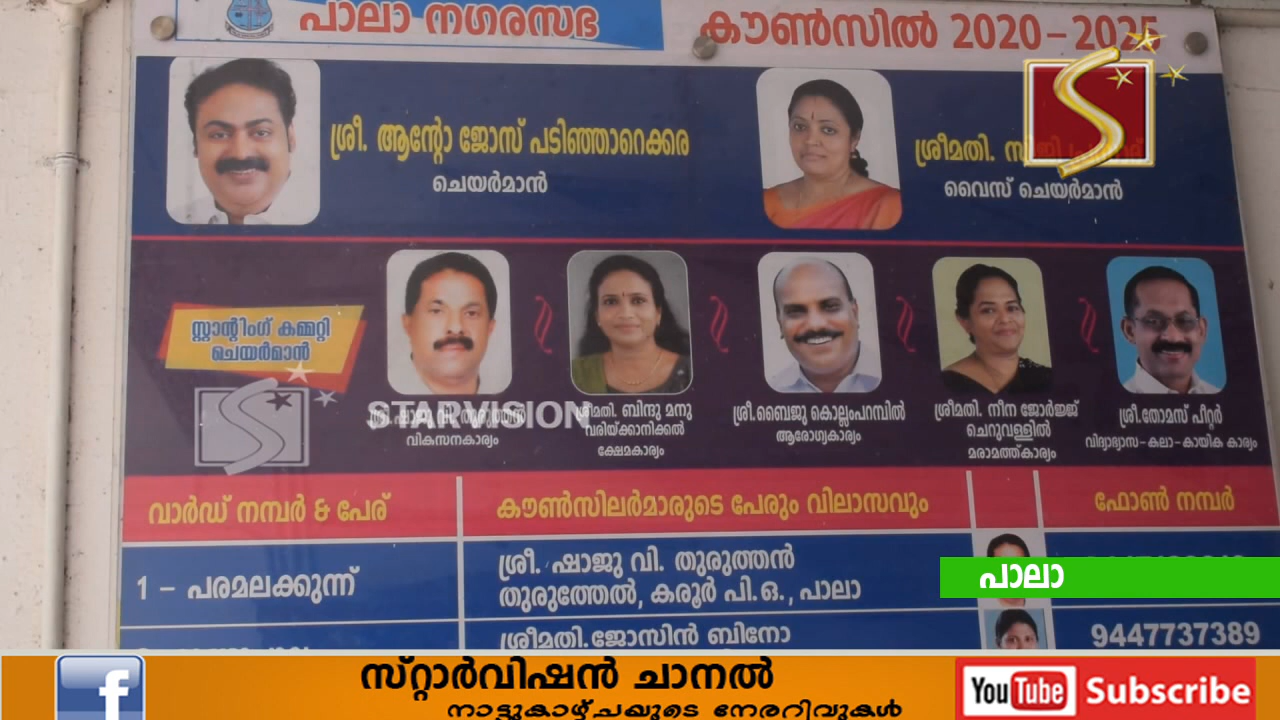 പാലാ നഗരസഭ കൗൺസിൽ 2020-2025
ശ്രീ. ആന്റോ ജോസ് പടിഞ്ഞാറെക്കര
ചെയർമാൻ
ശ്രീമതി.
വൈസ് ചെയർമാൻ
സ്റ്റാന്റിംഗ് കമ്മറ്റി
ചെയർമാൻ
ശ്രീ.ഷാജു വി. തുരുത്തൻ
വികസനകാര്യം
ശ്രീമതി. ബിന്ദു മനു
വരിയ്ക്കാനിക്കൽ
ക്ഷേമകാര്യം
ശ്രീ.ബൈജു കൊല്ലംപറമ്പിൽ
ആരോഗ്യകാര്യം
ശ്രീമതി. നീന ജോർജ്ജ്
ചെറുവള്ളിൽ
മരാമത്ത്കാര്യം
ശ്രീ.തോമസ് പീറ്റർ
വിദ്യാഭ്യാസ-കലാ-കായിക കാര്യം
STARVISION
വാർഡ് നമ്പർ & പേര്
കൗൺസിലർമാരുടെ പേരും വിലാസവും
ഫോൺ നമ്പർ
1 - പരമലക്കുന്ന്
ശ്രീ. ഷാജു വി. തുരുത്തൻ
തുരുത്തേൽ, കരൂർ പി.ഒ., പാലാ
പാലാ
ശ്രീമതി.ജോസിൻ ബിനോ
9447737389
സ്റ്റാർവിഷൻ ചാനൽ
നാട്ടുകാഴ്ചയുടെ നേരറിവുകൾ
f
YouTube Subscribe